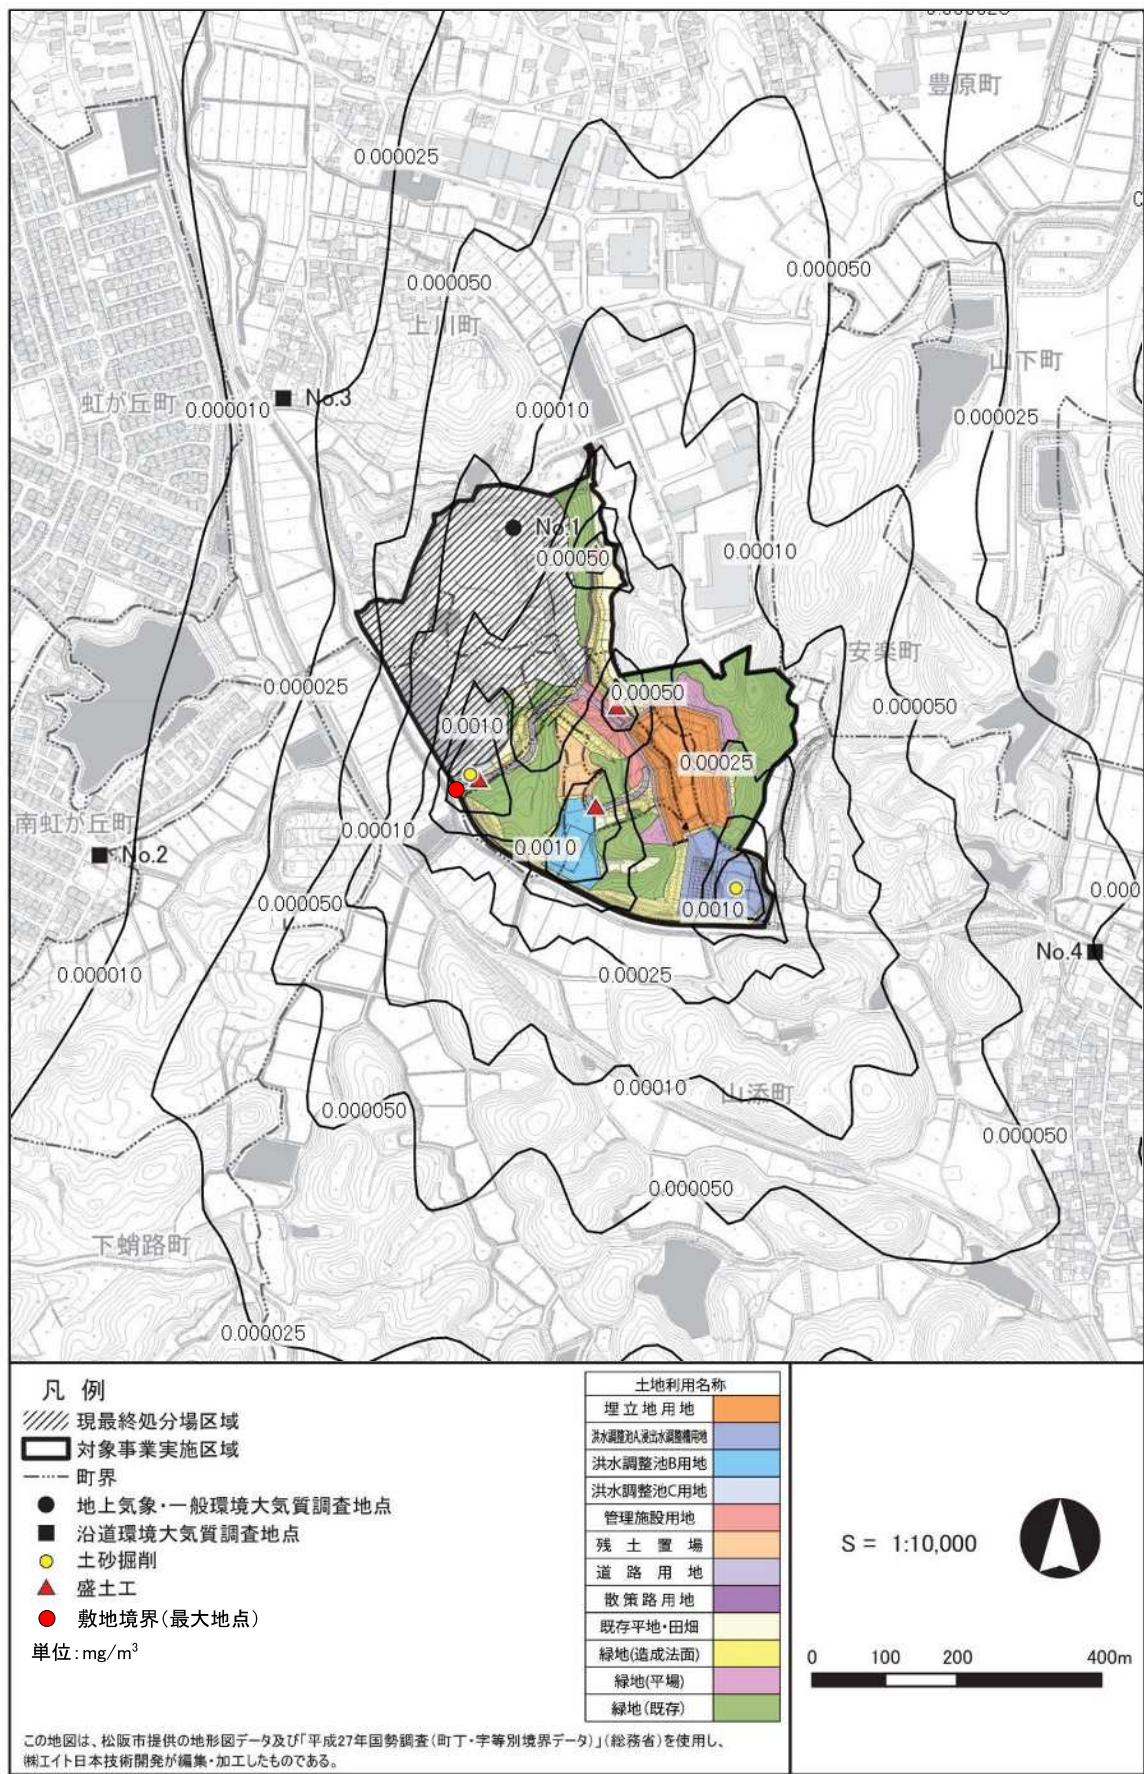 豊原町
0.000025
0.000050
0.000050
上川町
山下町
虹が丘町
0.000010
No.3
0.00010
0.000025
No.1
0.00050
0.00010
安楽町
0.000025
0.00050
0.000050
0.0010
0.00025
南虹が丘町
0.00010
No.2
0.0010
0.000050
0.0010
0.000
No.4
0.000010
0.00025
0.00010
山添町
0.000050
0.000050
0.000050
下蛸路町
0.000025
凡 例
現最終処分場区域
対象事業実施区域
町界
地上気象・一般環境大気質調査地点
沿道環境大気質調査地点
土砂掘削
盛土工
敷地境界(最大地点)
単位:mg/m³
土地利用名称
埋立地用地
洪水調整池A,浸出水調整槽用地
洪水調整池B用地
洪水調整池C用地
管理施設用地
残 土 置 場
道 路 用 地
散策路用地
既存平地・田畑
緑地(造成法面)
緑地(平場)
緑地(既存)
S = 1:10,000
0 100 200 400m
この地図は、松阪市提供の地形図データ及び「平成27年国勢調査(町丁・字等別境界データ)」(総務省)を使用し、
㈱エイト日本技術開発が編集・加工したものである。